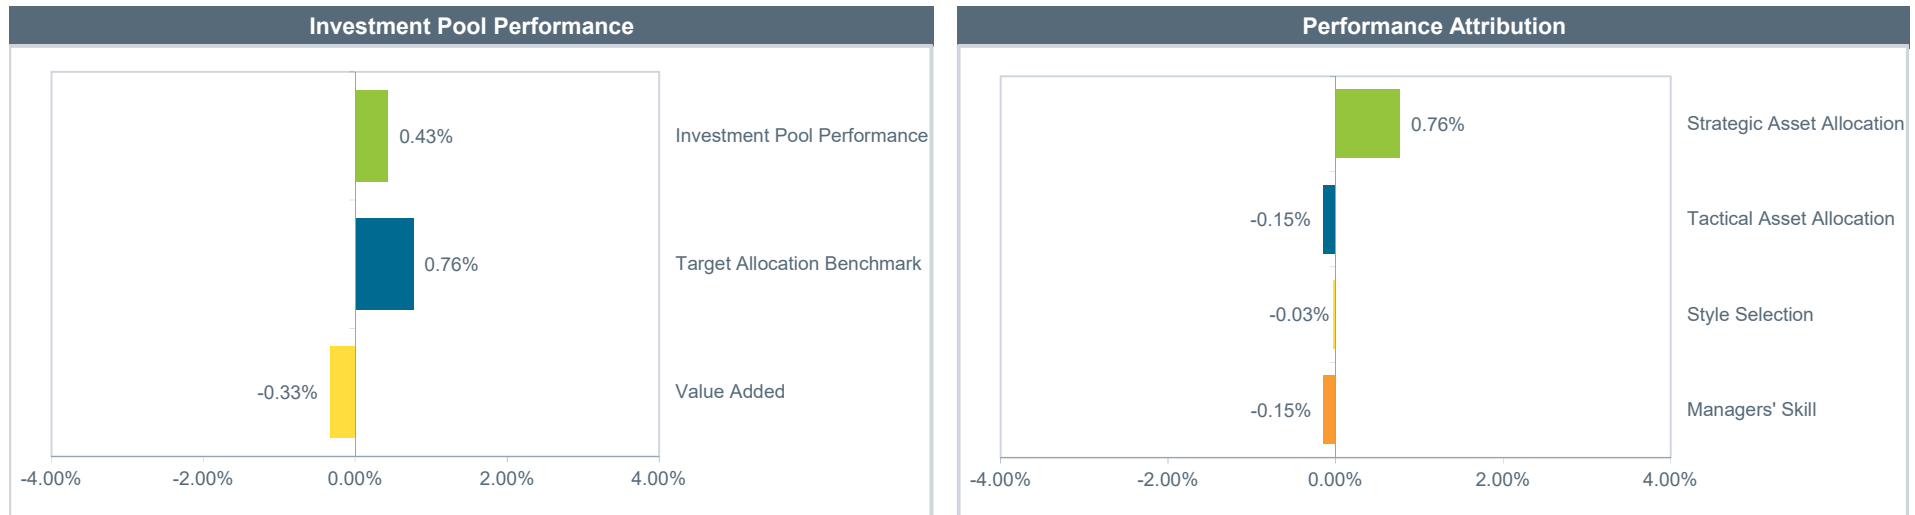 Investment Pool Performance
0.43%
Investment Pool Performance
0.76%
Target Allocation Benchmark
-0.33%
Value Added
-4.00%
-2.00%
0.00%
2.00%
4.00%
Performance Attribution
0.76%
Strategic Asset Allocation
-0.15%
Tactical Asset Allocation
-0.03%
Style Selection
-0.15%
Managers' Skill
-4.00%
-2.00%
0.00%
2.00%
4.00%